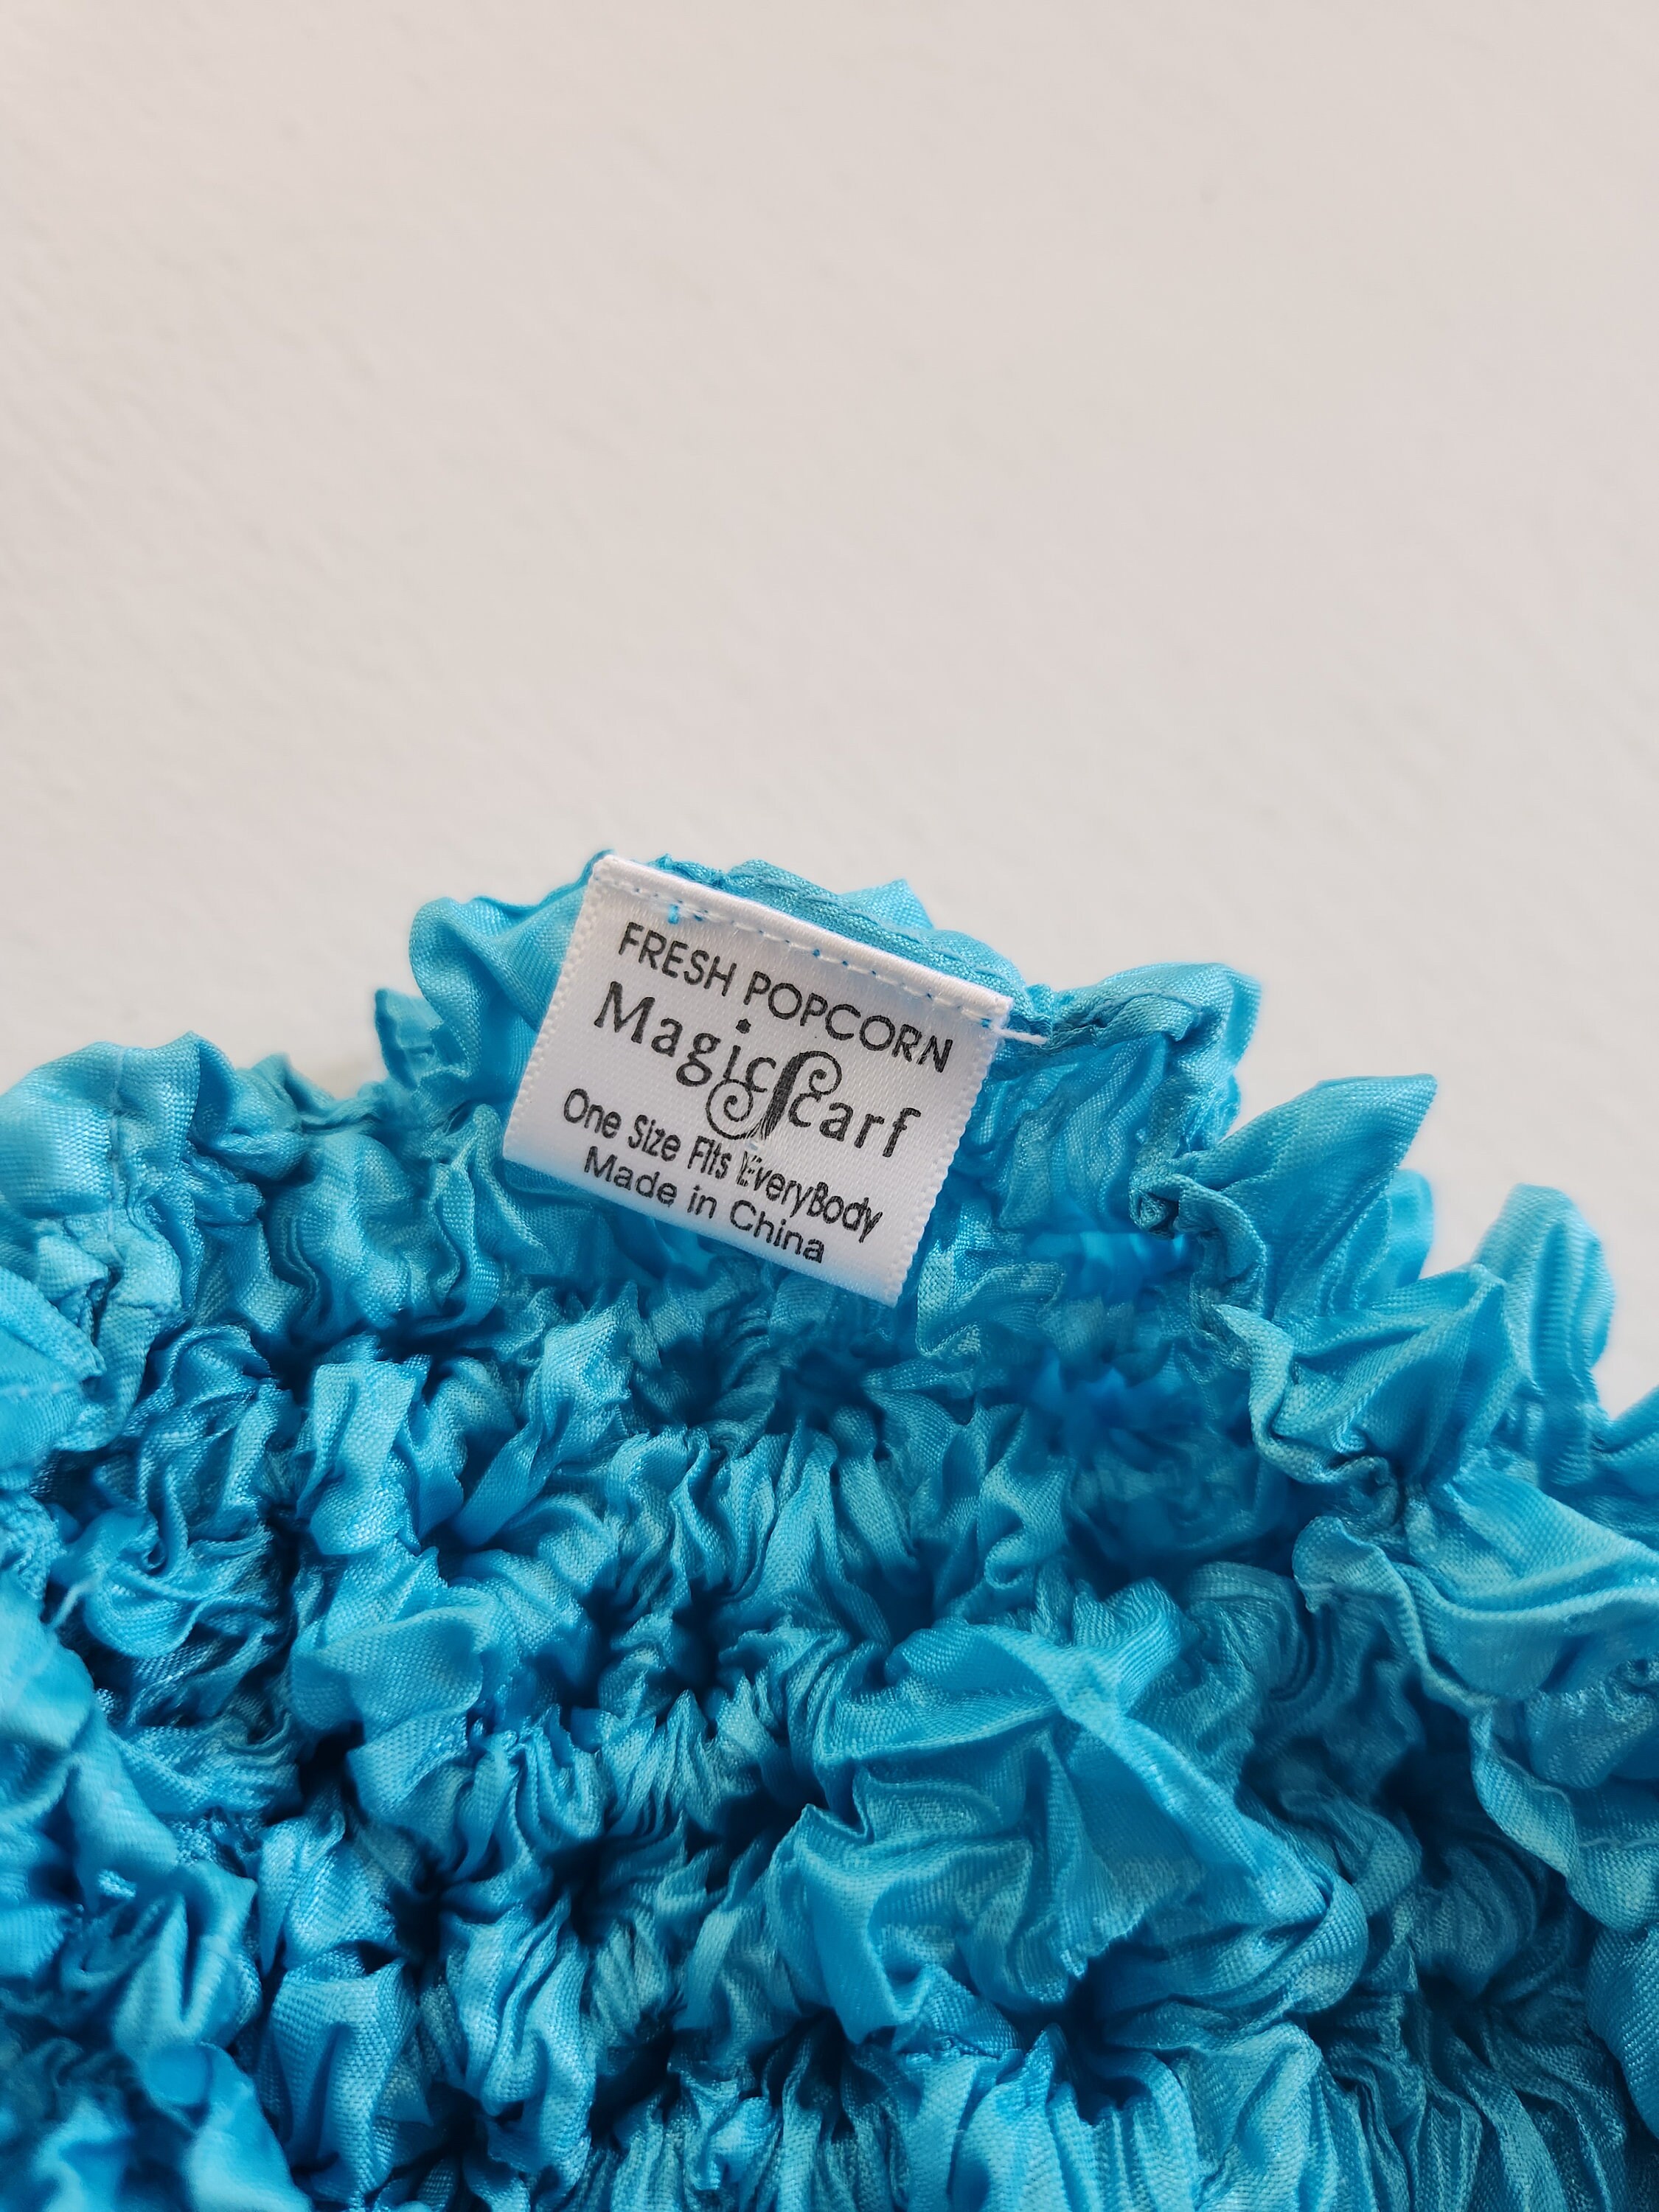 FRESH POPCORN
MagicScarf
One Size Fits EveryBody
Made in China